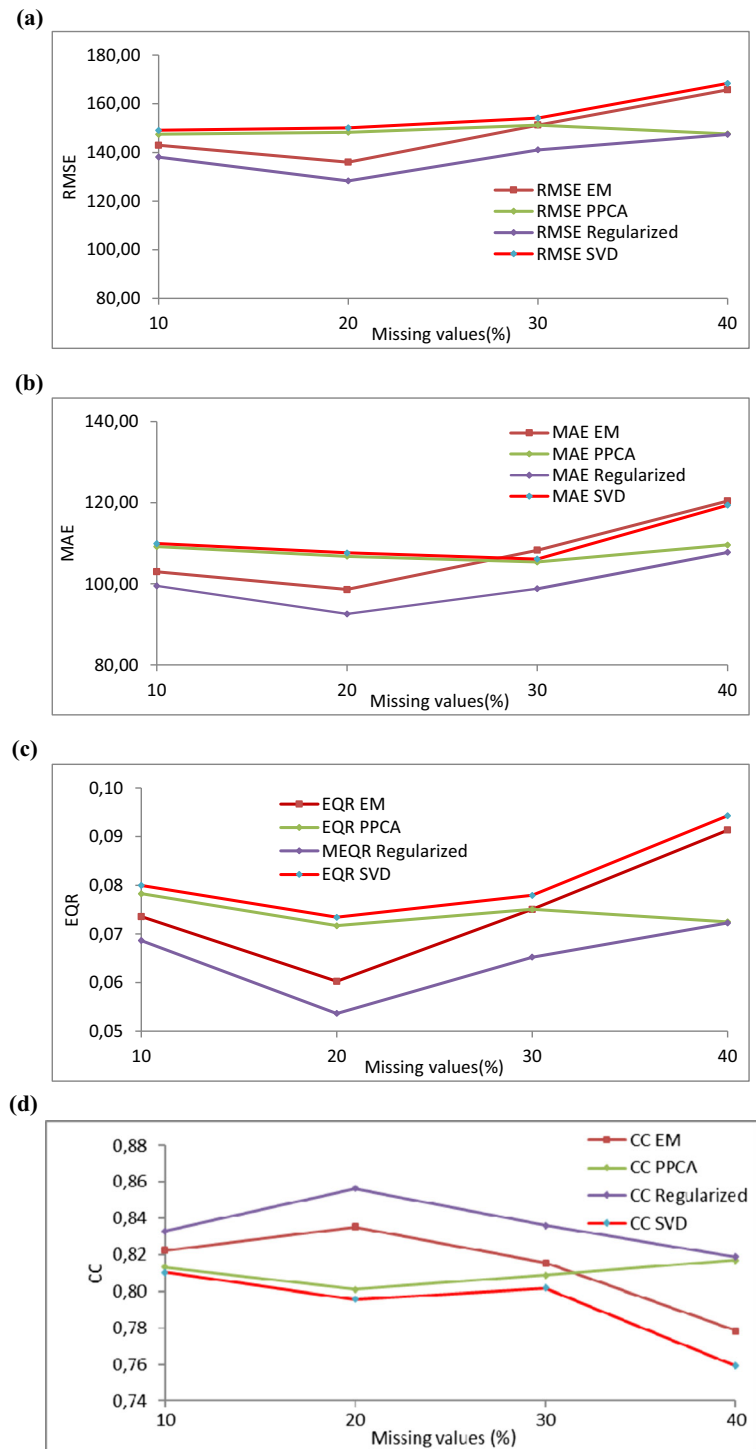 (a)
180,00
160,00
140,00
120,00
100,00
80,00
RMSE
RMSE EM
RMSE PPCA
RMSE Regularized
RMSE SVD
10
20
30
40
Missing values(%)
(b)
140,00
120,00
100,00
80,00
MAE
MAE EM
MAE PPCA
MAE Regularized
MAE SVD
10
20
30
40
Missing values(%)
(c)
0,10
0,09
0,08
0,07
0,06
0,05
EQR
EQR EM
EQR PPCA
MEQR Regularized
EQR SVD
10
20
30
40
Missing values(%)
(d)
0,88
0,86
0,84
0,82
0,80
0,78
0,76
0,74
CC
CC EM
CC PPCA
CC Regularized
CC SVD
10
20
30
40
Missing values (%)